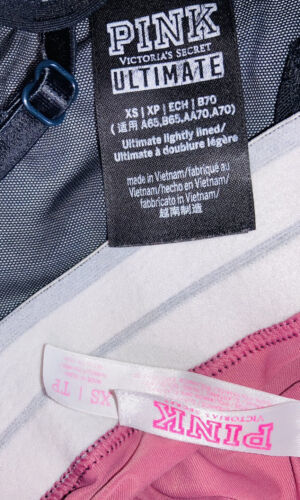 PINK
VICTORIA'S SECRET
ULTIMATE
XS | XP | ECH | B70
(适用 A65,B65,AA70,A70)
Ultimate lightly lined/
Ultimate à doublure légère
made in Vietnam/fabriqué au
Vietnam/hecho en Vietnam/
fabbricato in Vietnam/
越南制造
XS | TP
PINK
VICTORIA'S SECRET